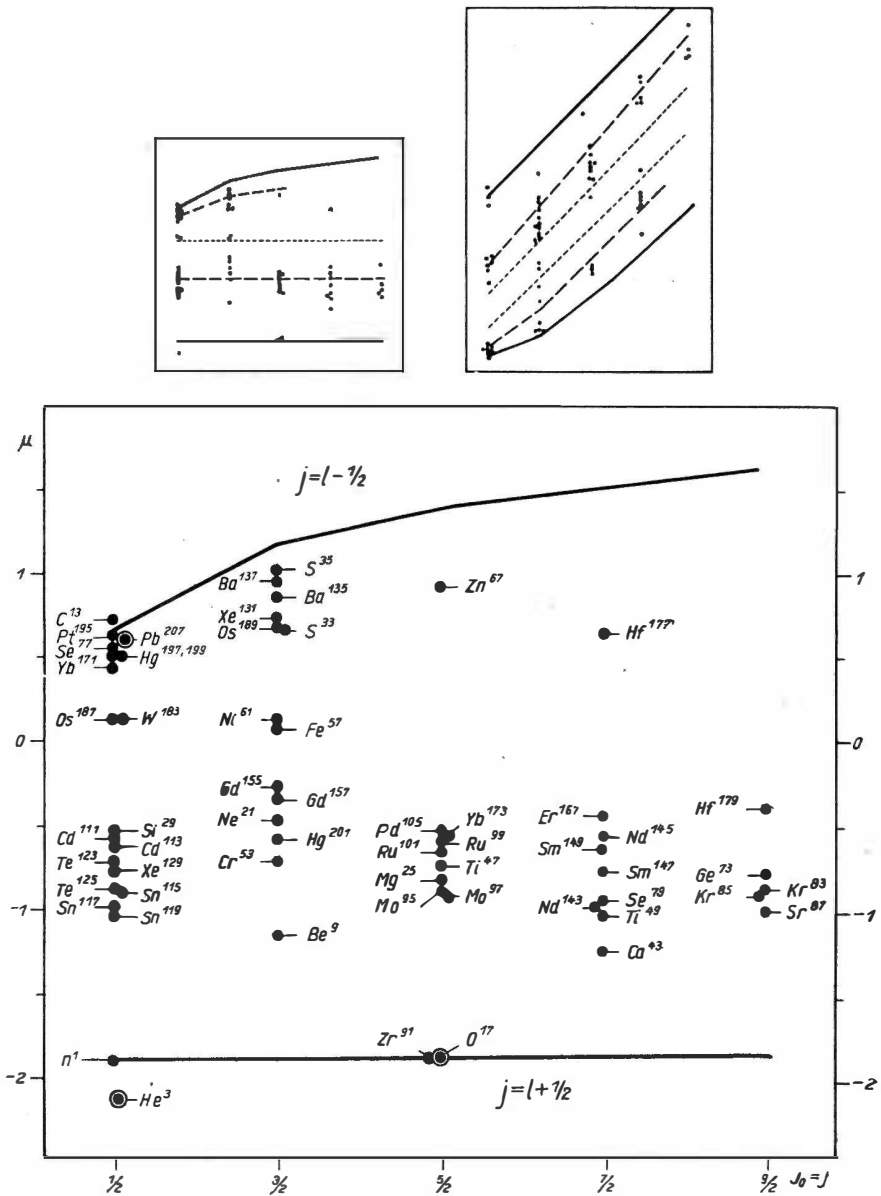 μ
j=l-1/2
1
1
C¹³
Pt¹⁹⁵
Se⁷⁷
Yb¹⁷¹
Pb²⁰⁷
Hg¹⁹⁷,¹⁹⁹
Ba¹³⁷
S³⁵
Ba¹³⁵
Xe¹³¹
Os¹⁸⁹
S³³
Zn⁶⁷
Hf¹⁷⁷
Os¹⁸⁷
W¹⁸³
Ni⁶¹
Fe⁵⁷
0
0
Gd¹⁵⁵
Gd¹⁵⁷
Ne²¹
Hg²⁰¹
Cr⁵³
Be⁹
Si²⁹
Cd¹¹¹
Cd¹¹³
Te¹²³
Xe¹²⁹
Te¹²⁵
Sn¹¹⁵
Sn¹¹⁷
Sn¹¹⁹
Pd¹⁰⁵
Yb¹⁷³
Ru⁹⁹
Ru¹⁰¹
Ti⁴⁷
Mg²⁵
Mo⁹⁵
Mo⁹⁷
Er¹⁶⁷
Nd¹⁴⁵
Sm¹⁴⁹
Sm¹⁴⁷
Se⁷⁹
Nd¹⁴³
Ti⁴⁹
Ca⁴³
Hf¹⁷⁹
Ge⁷³
Kr⁸³
Kr⁸⁵
Sr⁸⁷
-1
-1
n¹
Zr⁹¹
O¹⁷
-2
-2
He³
j=l+1/2
1/2
3/2
5/2
7/2
9/2
J₀=j